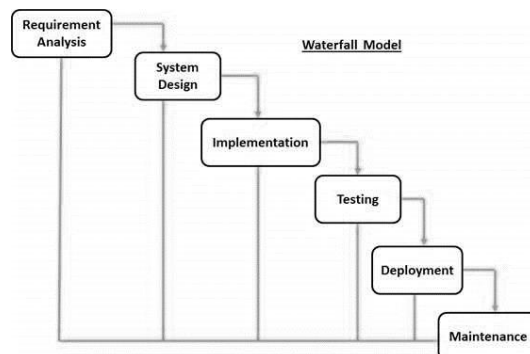 Requirement
Analysis
Waterfall Model
System
Design
Implementation
Testing
Deployment
Maintenance